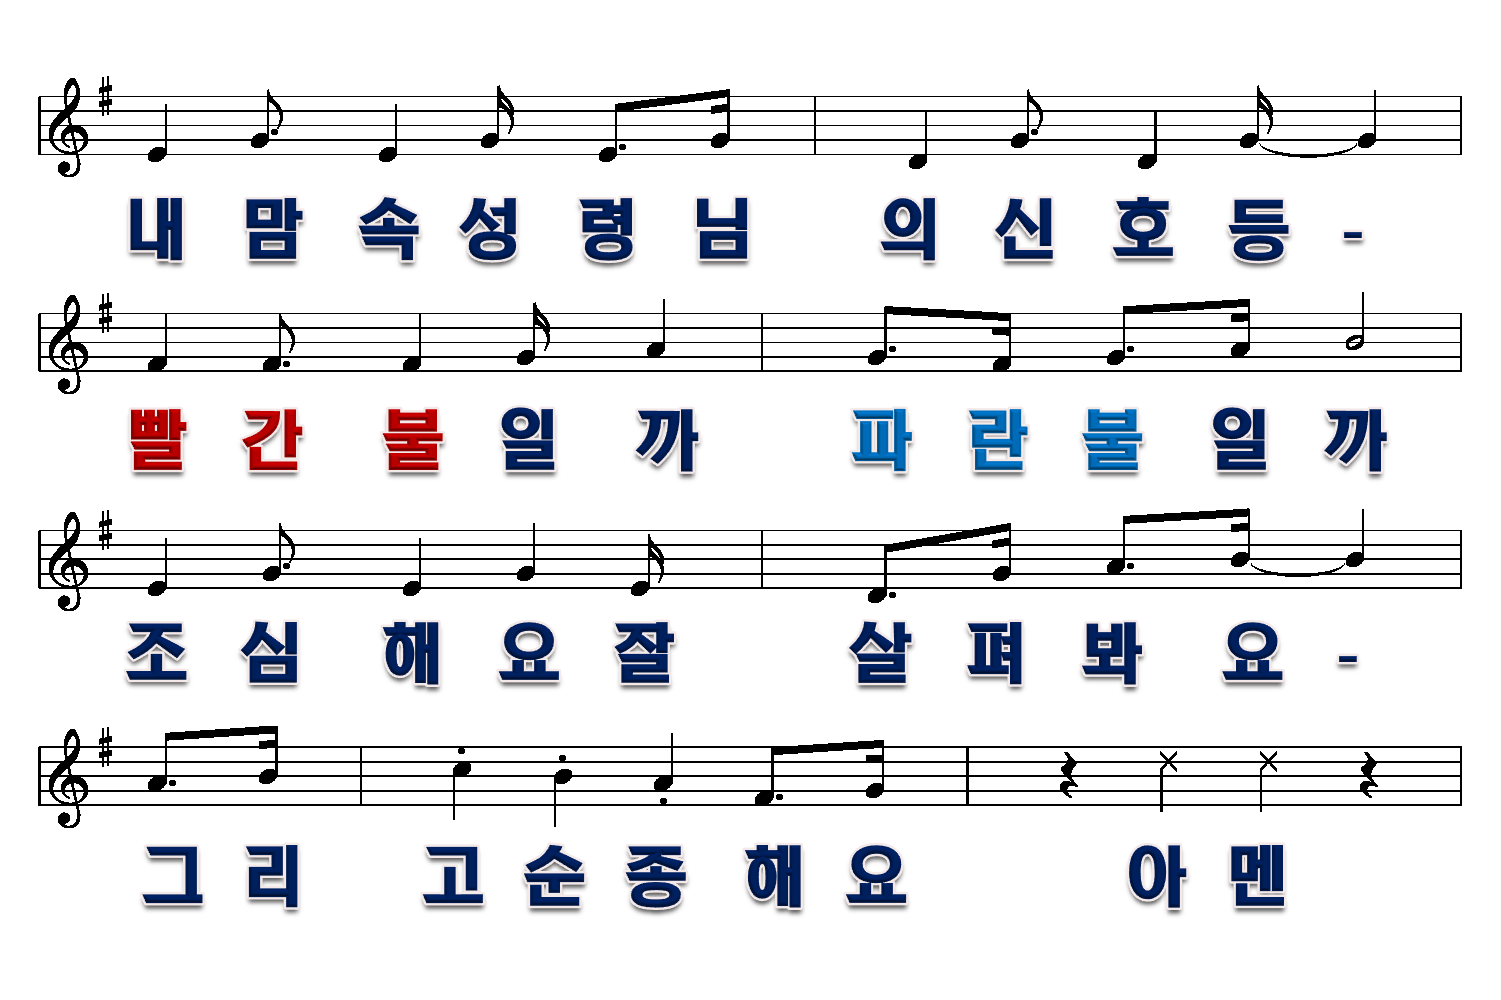 내 맘 속 성 령 님 의 신 호 등 -
빨 간 불 일 까 파 란 불 일 까
조 심 해 요 잘 살 펴 봐 요 -
그 리 고 순 종 해 요 아 멘